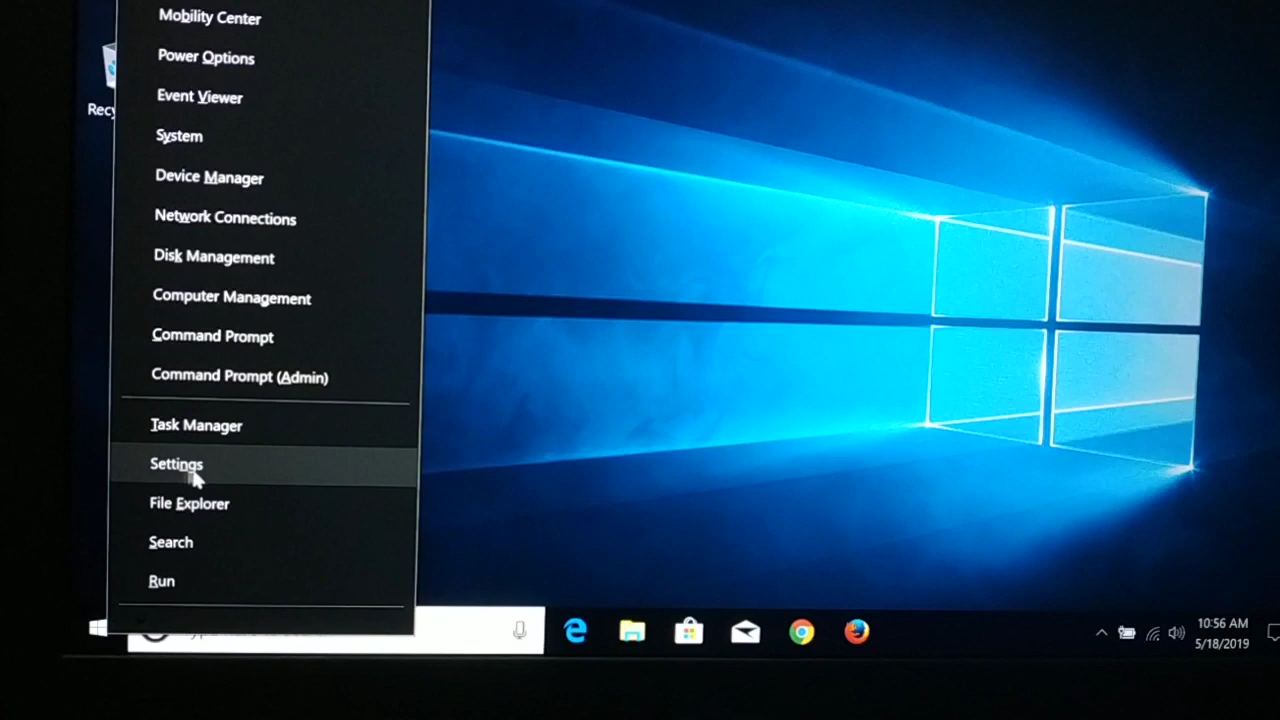 Mobility Center
Power Options
Event Viewer
Recy
System
Device Manager
Network Connections
Disk Management
Computer Management
Command Prompt
Command Prompt (Admin)
Task Manager
Settings
File Explorer
Search
Run
10:56 AM
5/18/2019